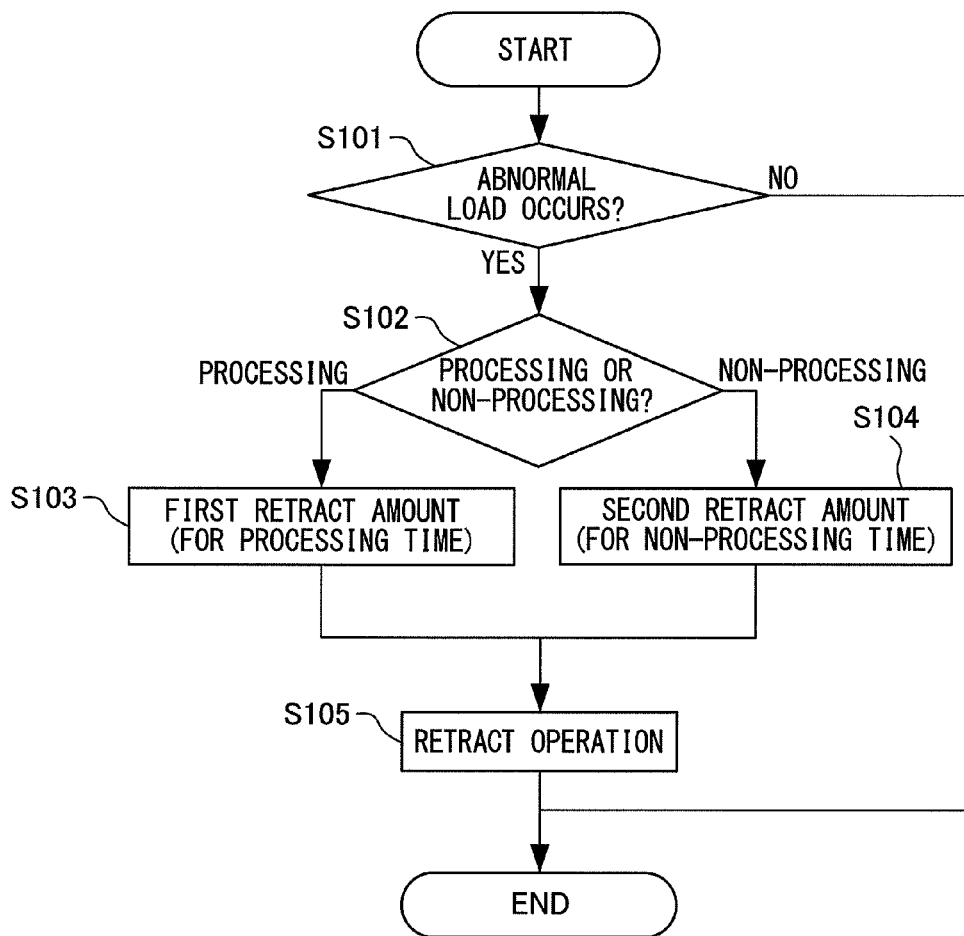 START
S101
ABNORMAL
LOAD OCCURS?
NO
YES
S102
PROCESSING
PROCESSING OR
NON-PROCESSING?
NON-PROCESSING
S104
S103
FIRST RETRACT AMOUNT
(FOR PROCESSING TIME)
SECOND RETRACT AMOUNT
(FOR NON-PROCESSING TIME)
S105
RETRACT OPERATION
END